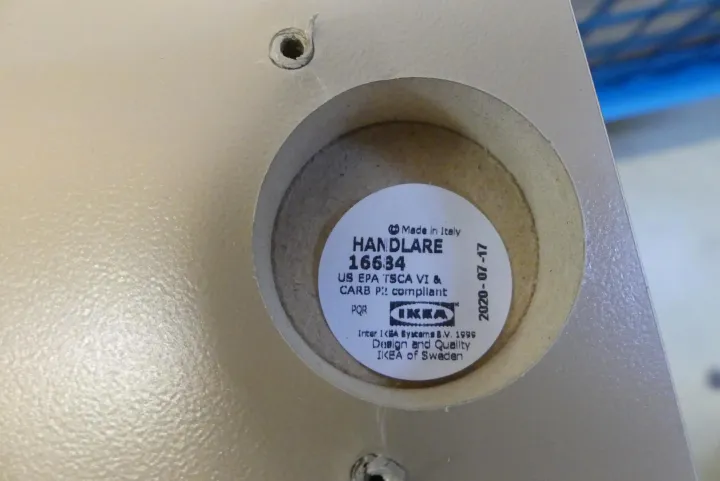 Made in Italy
HANDLARE
16684
US EPA TSCA VI &
CARB P2 compliant
PQR
IKEA
Inter IKEA Systems B.V. 1999
Design and Quality
IKEA of Sweden
2020-07-17